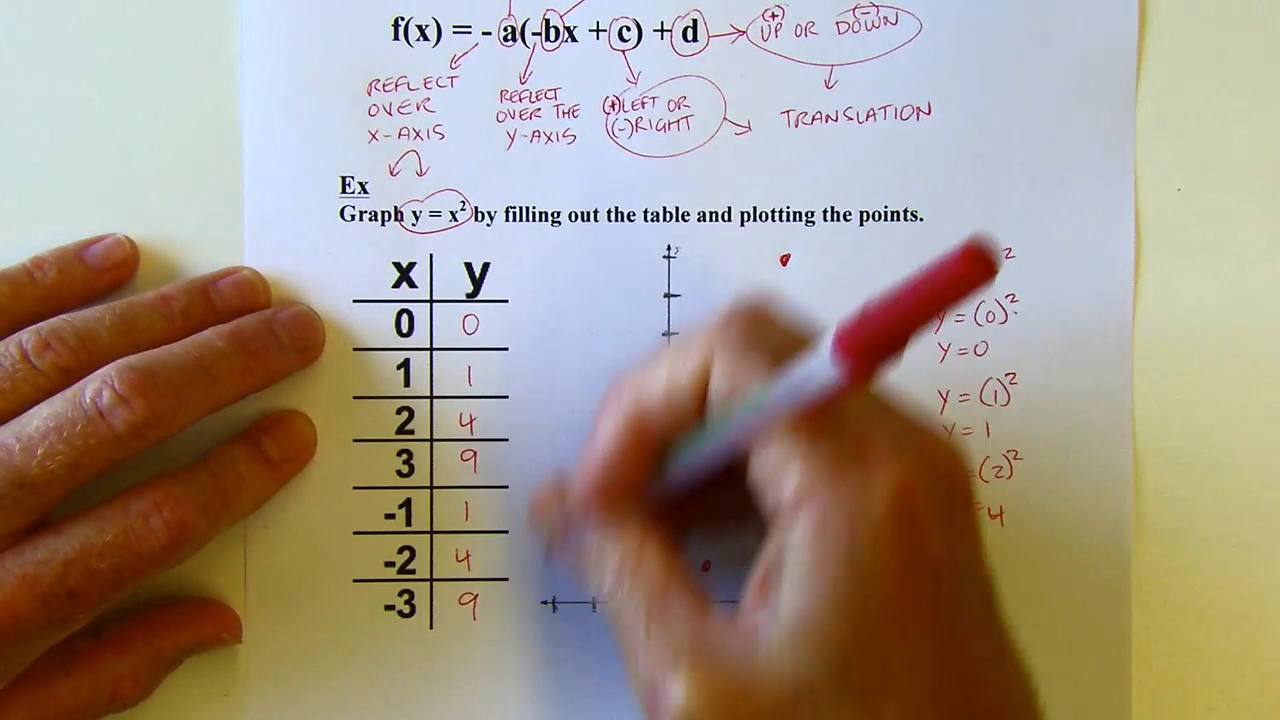 f(x) = - a(-bx + c) + d
(+) (-)
UP OR DOWN
REFLECT
OVER
X-AXIS
REFLECT
OVER THE
Y-AXIS
(+)LEFT OR
(-)RIGHT
TRANSLATION
Ex
Graph y = x² by filling out the table and plotting the points.
x y
0 0
1 1
2 4
3 9
-1 1
-2 4
-3 9
y
2
y = (0)²
y = 0
y = (1)²
y = 1
=(2)²
= 4